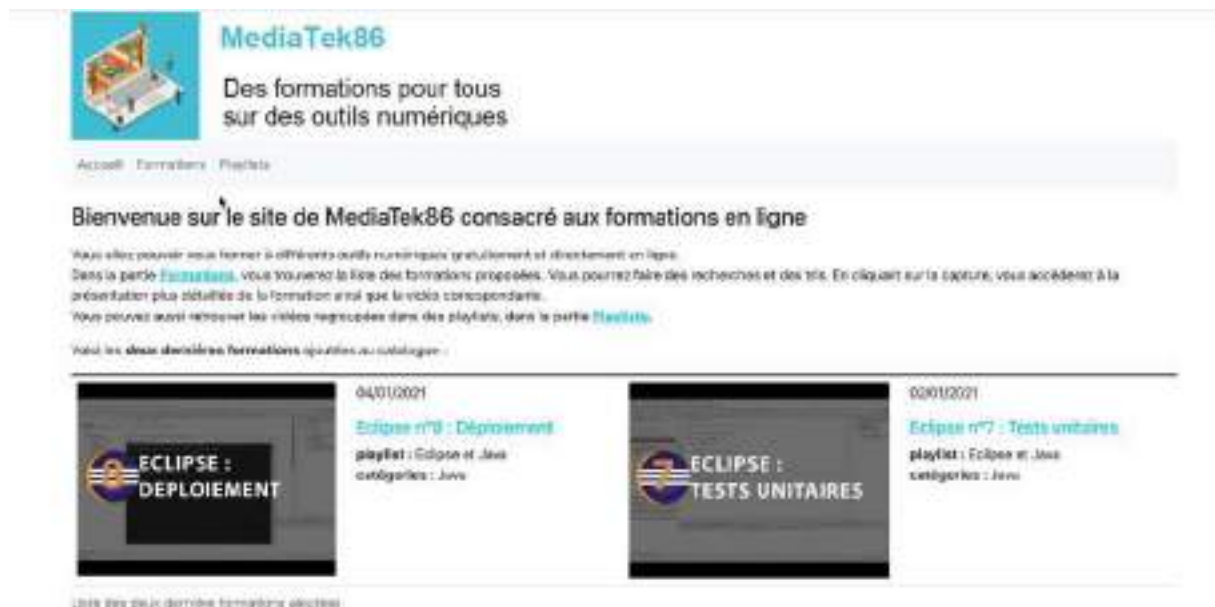 MediaTek86
Des formations pour tous
sur des outils numériques
Accueil Formations Playlists
Bienvenue sur le site de MediaTek86 consacré aux formations en ligne
Vous allez pouvoir vous former à différents outils numériques gratuitement et directement en ligne.
Dans la partie Formations, vous trouverez la liste des formations proposées. Vous pourrez faire des recherches et des tris. En cliquant sur la capture, vous accéderez à la
présentation plus détaillée de la formation ainsi que la vidéo correspondante.
Vous pouvez aussi retrouver les vidéos regroupées dans des playlists, dans la partie Playlists.
Voici les deux dernières formations ajoutées au catalogue :
04/01/2021
Eclipse n°8 : Déploiement
playlist : Eclipse et Java
catégories : Java
8 ECLIPSE :
DEPLOIEMENT
02/01/2021
Eclipse n°7 : Tests unitaires
playlist : Eclipse et Java
catégories : Java
7 ECLIPSE :
TESTS UNITAIRES
des deux formations ajoutées